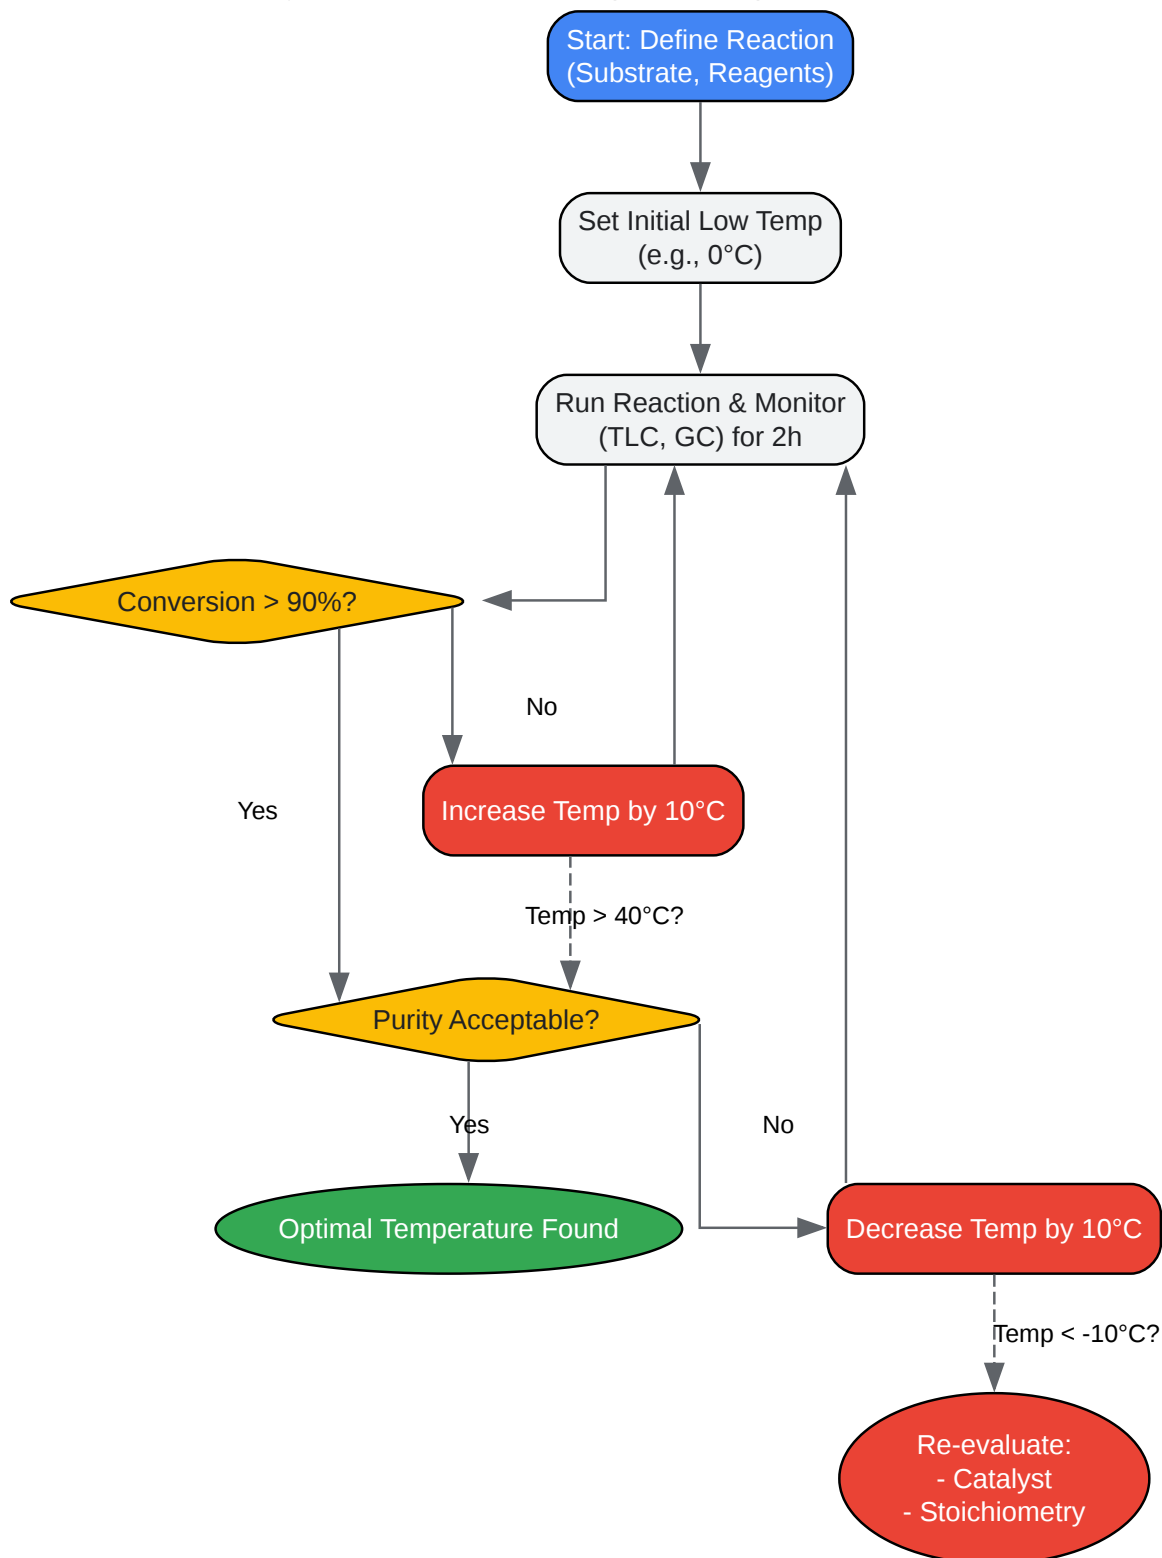 Start: Define Reaction
(Substrate, Reagents)
Set Initial Low Temp
(e.g., 0°C)
Run Reaction & Monitor
(TLC, GC) for 2h
Conversion > 90%?
No
Yes
Increase Temp by 10°C
Temp > 40°C?
Purity Acceptable?
Yes
No
Optimal Temperature Found
Decrease Temp by 10°C
Temp < -10°C?
Re-evaluate:
- Catalyst
- Stoichiometry